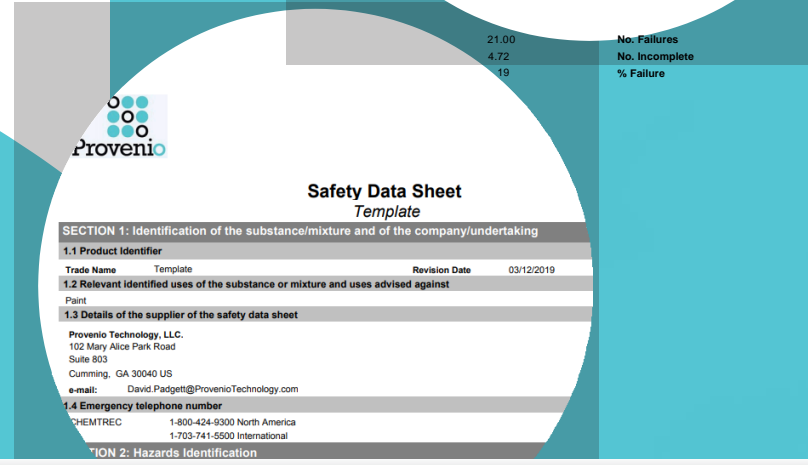 21.00 No. Failures
4.72 No. Incomplete
19 % Failure
Provenio
Safety Data Sheet
Template
SECTION 1: Identification of the substance/mixture and of the company/undertaking
1.1 Product Identifier
Trade Name Template Revision Date 03/12/2019
1.2 Relevant identified uses of the substance or mixture and uses advised against
Paint
1.3 Details of the supplier of the safety data sheet
Provenio Technology, LLC.
102 Mary Alice Park Road
Suite 803
Cumming, GA 30040 US
e-mail: David.Padgett@ProvenioTechnology.com
1.4 Emergency telephone number
CHEMTREC 1-800-424-9300 North America
1-703-741-5500 International
TION 2: Hazards Identification